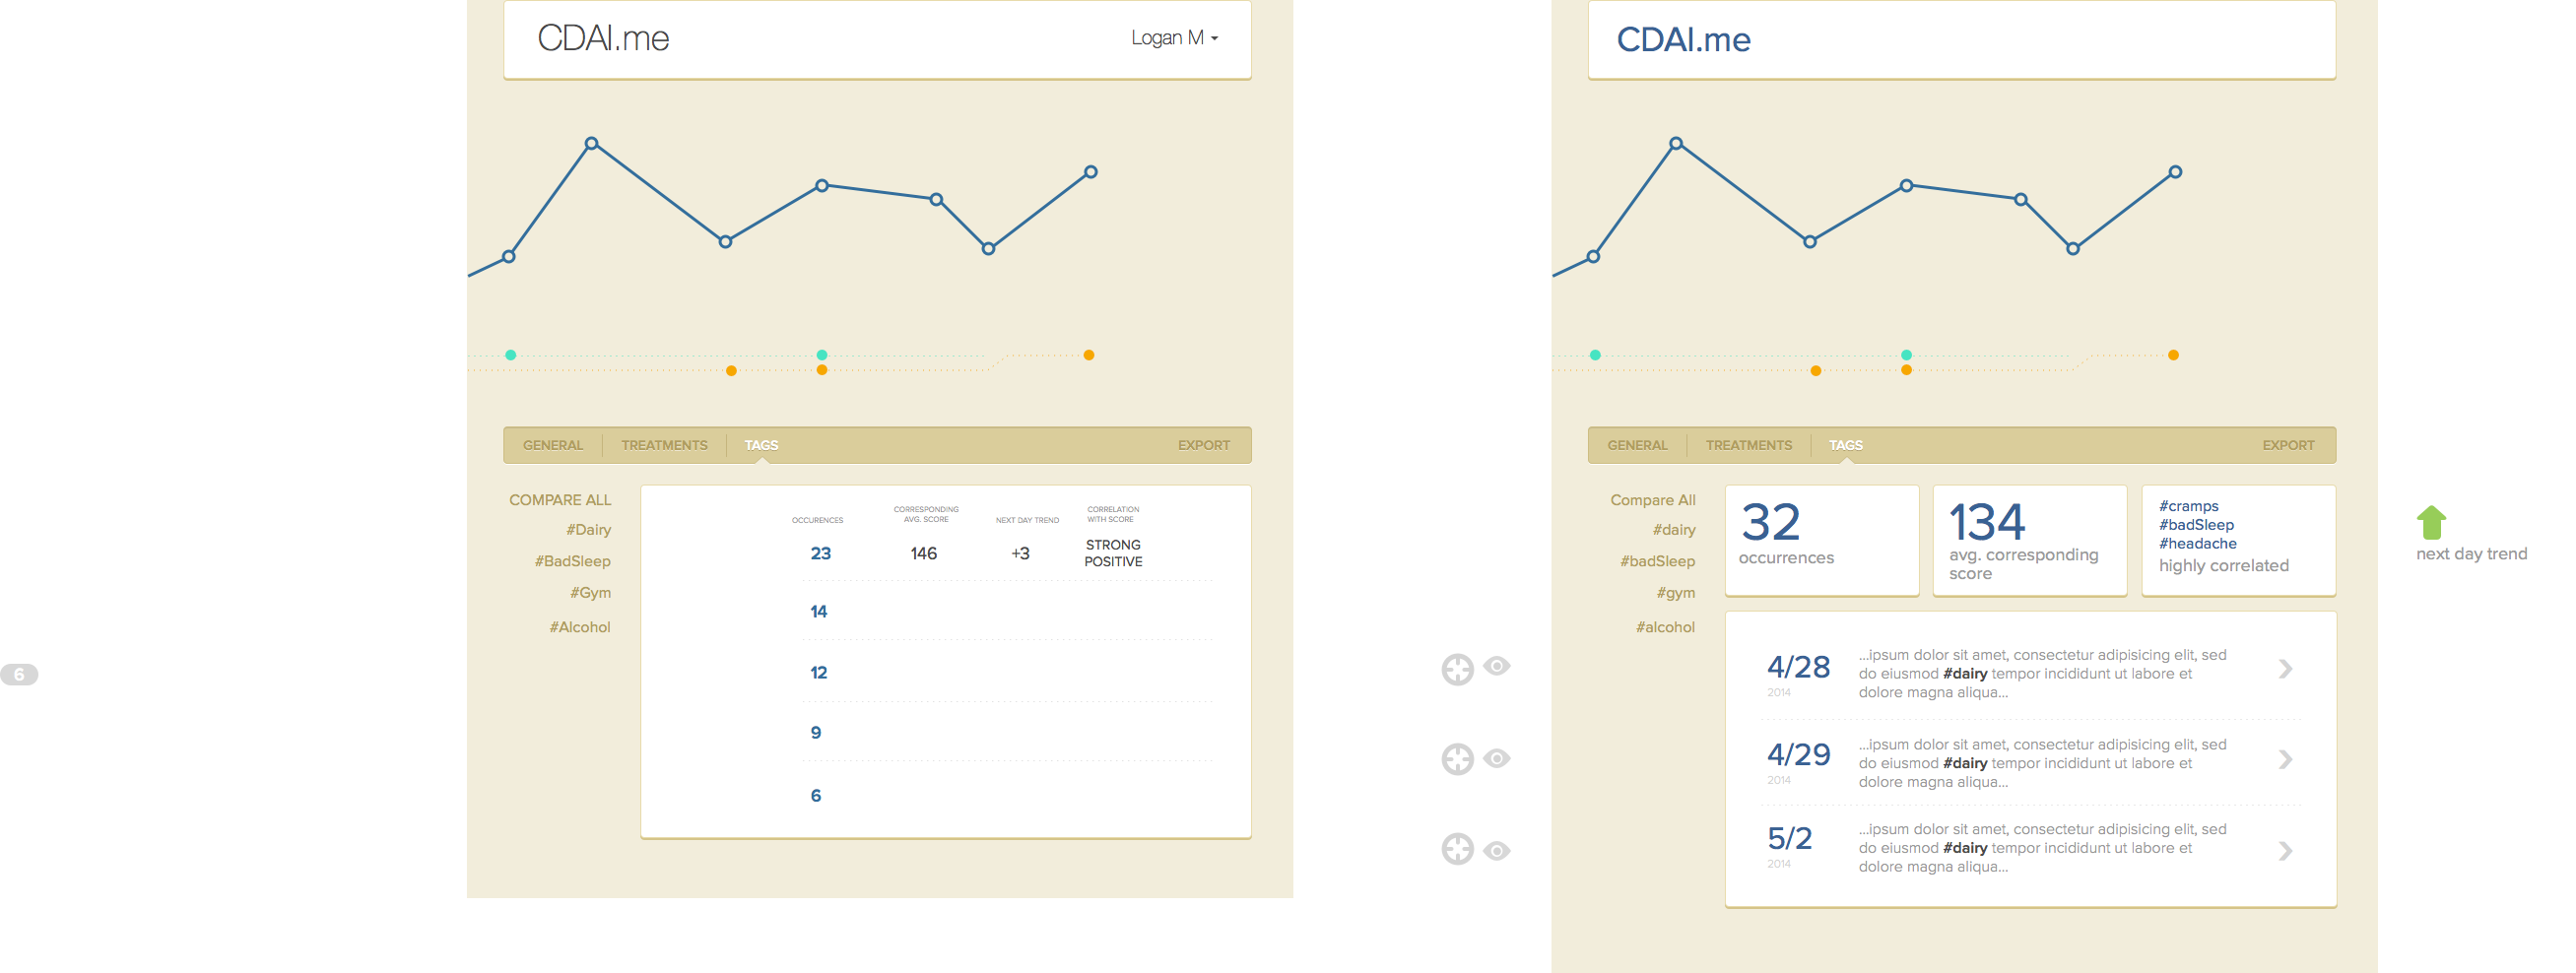 CDAI.me
Logan M
GENERAL
TREATMENTS
TAGS
EXPORT
COMPARE ALL
#Dairy
#BadSleep
#Gym
#Alcohol
OCCURENCES
CORRESPONDING
AVG. SCORE
NEXT DAY TREND
CORRELATION
WITH SCORE
23
146
+3
STRONG
POSITIVE
14
12
9
6
6
CDAI.me
GENERAL
TREATMENTS
TAGS
EXPORT
Compare All
#dairy
#badSleep
#gym
#alcohol
32
occurrences
134
avg. corresponding
score
#cramps
#badSleep
#headache
highly correlated
next day trend
4/28
2014
...ipsum dolor sit amet, consectetur adipisicing elit, sed
do eiusmod #dairy tempor incididunt ut labore et
dolore magna aliqua...
4/29
2014
...ipsum dolor sit amet, consectetur adipisicing elit, sed
do eiusmod #dairy tempor incididunt ut labore et
dolore magna aliqua...
5/2
2014
...ipsum dolor sit amet, consectetur adipisicing elit, sed
do eiusmod #dairy tempor incididunt ut labore et
dolore magna aliqua...